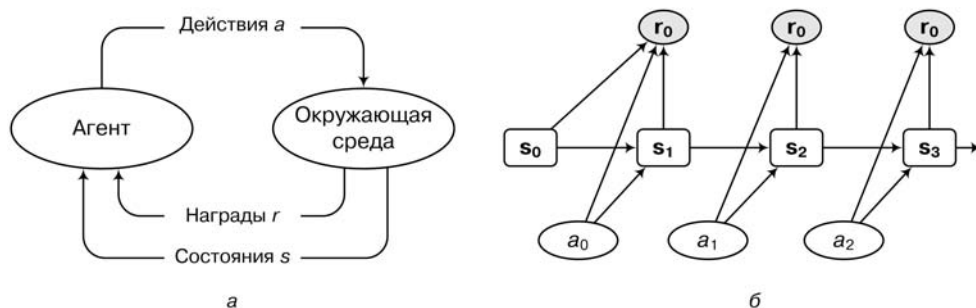 Действия a
Агент
Окружающая
среда
Награды r
Состояния s
а
r0 r0 r0
s0 s1 s2 s3
a0 a1 a2
б